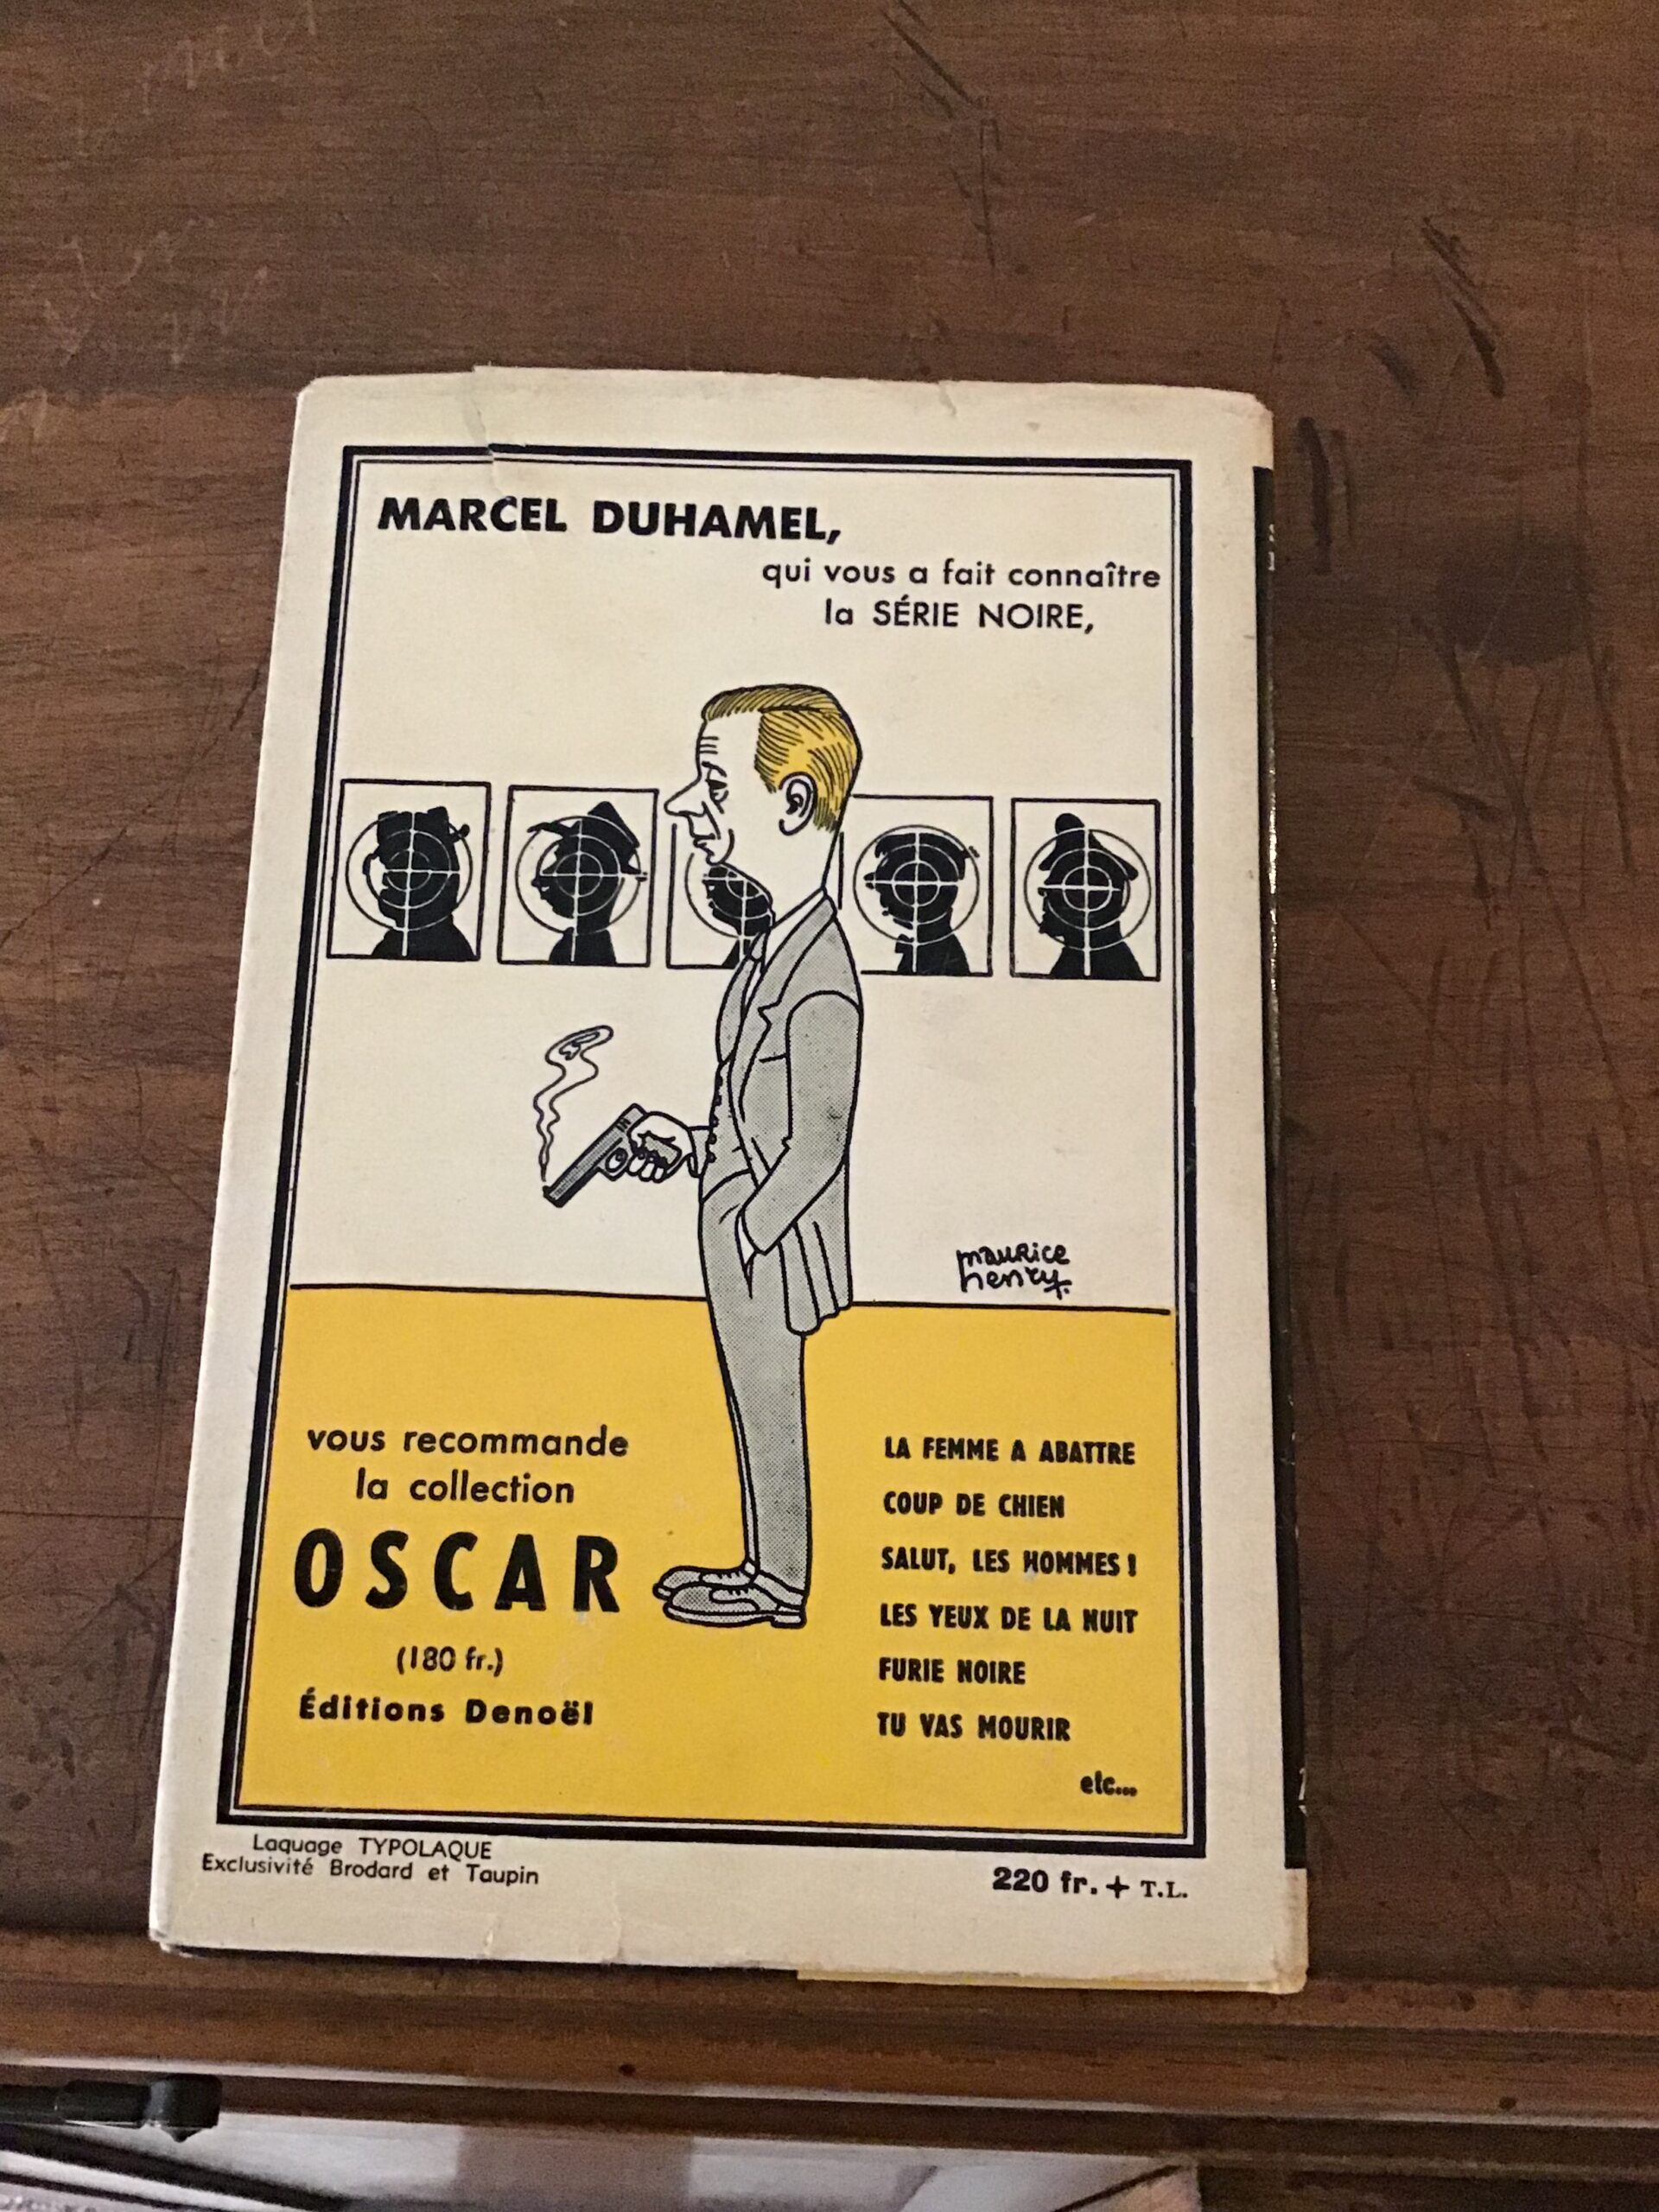 MARCEL DUHAMEL,
qui vous a fait connaître
la SÉRIE NOIRE,
maurice
henry
vous recommande
la collection
OSCAR
(180 fr.)
Éditions Denoël
LA FEMME A ABATTRE
COUP DE CHIEN
SALUT, LES HOMMES !
LES YEUX DE LA NUIT
FURIE NOIRE
TU VAS MOURIR
etc...
Laquage TYPOLAQUE
Exclusivité Brodard et Taupin
220 fr. + T.L.